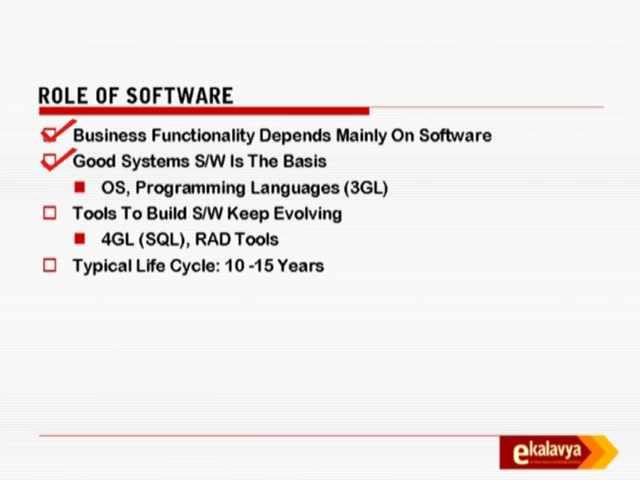 ROLE OF SOFTWARE
Business Functionality Depends Mainly On Software
Good Systems S/W Is The Basis
OS, Programming Languages (3GL)
Tools To Build S/W Keep Evolving
4GL (SQL), RAD Tools
Typical Life Cycle: 10 -15 Years
ekalavya